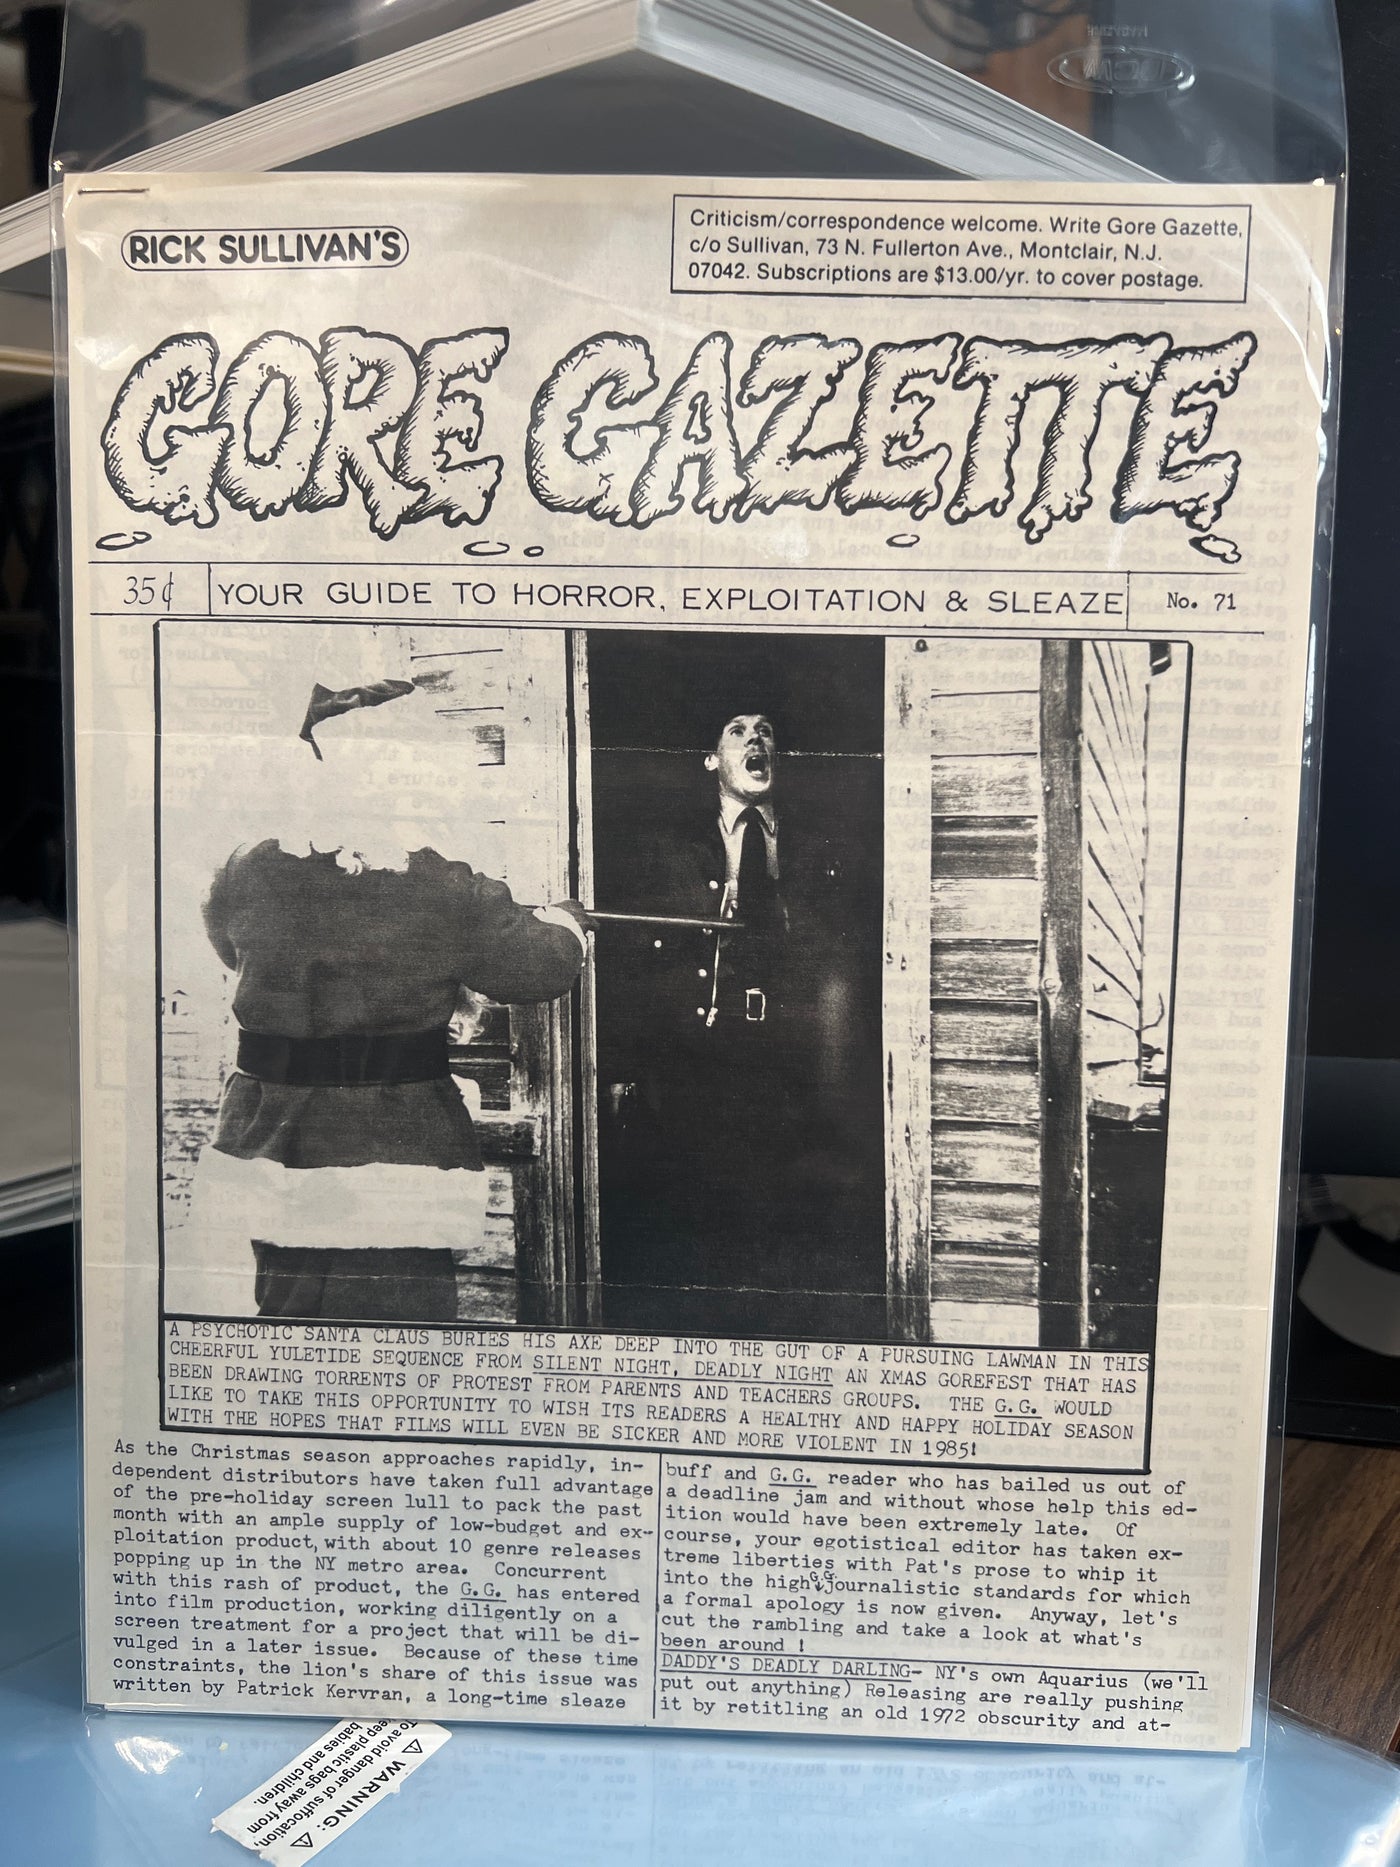 RICK SULLIVAN'S
Criticism/correspondence welcome. Write Gore Gazette,
c/o Sullivan, 73 N. Fullerton Ave., Montclair, N.J.
07042. Subscriptions are $13.00/yr. to cover postage.
GORE GAZETTE
35¢
YOUR GUIDE TO HORROR, EXPLOITATION & SLEAZE
No. 71
A PSYCHOTIC SANTA CLAUS BURIES HIS AXE DEEP INTO THE GUT OF A PURSUING LAWMAN IN THIS
CHEERFUL YULETIDE SEQUENCE FROM SILENT NIGHT, DEADLY NIGHT AN XMAS GOREFEST THAT HAS
BEEN DRAWING TORRENTS OF PROTEST FROM PARENTS AND TEACHERS GROUPS. THE G.G. WOULD
LIKE TO TAKE THIS OPPORTUNITY TO WISH ITS READERS A HEALTHY AND HAPPY HOLIDAY SEASON
WITH THE HOPES THAT FILMS WILL EVEN BE SICKER AND MORE VIOLENT IN 1985!
As the Christmas season approaches rapidly, in-
dependent distributors have taken full advantage
of the pre-holiday screen lull to pack the past
month with an ample supply of low-budget and ex-
ploitation product, with about 10 genre releases
popping up in the NY metro area. Concurrent
with this rash of product, the G.G. has entered
into film production, working diligently on a
screen treatment for a project that will be di-
vulged in a later issue. Because of these time
constraints, the lion's share of this issue was
written by Patrick Kervran, a long-time sleaze
buff and G.G. reader who has bailed us out of
a deadline jam and without whose help this ed-
ition would have been extremely late. Of
course, your egotistical editor has taken ex-
treme liberties with Pat's prose to whip it
into the high G.G. journalistic standards for which
a formal apology is now given. Anyway, let's
cut the rambling and take a look at what's
been around !
DADDY'S DEADLY DARLING- NY's own Aquarius (we'll
put out anything) Releasing are really pushing
it by retitling an old 1972 obscurity and at-
WARNING:
To avoid danger of suffocation,
keep plastic bags away from
babies and children.